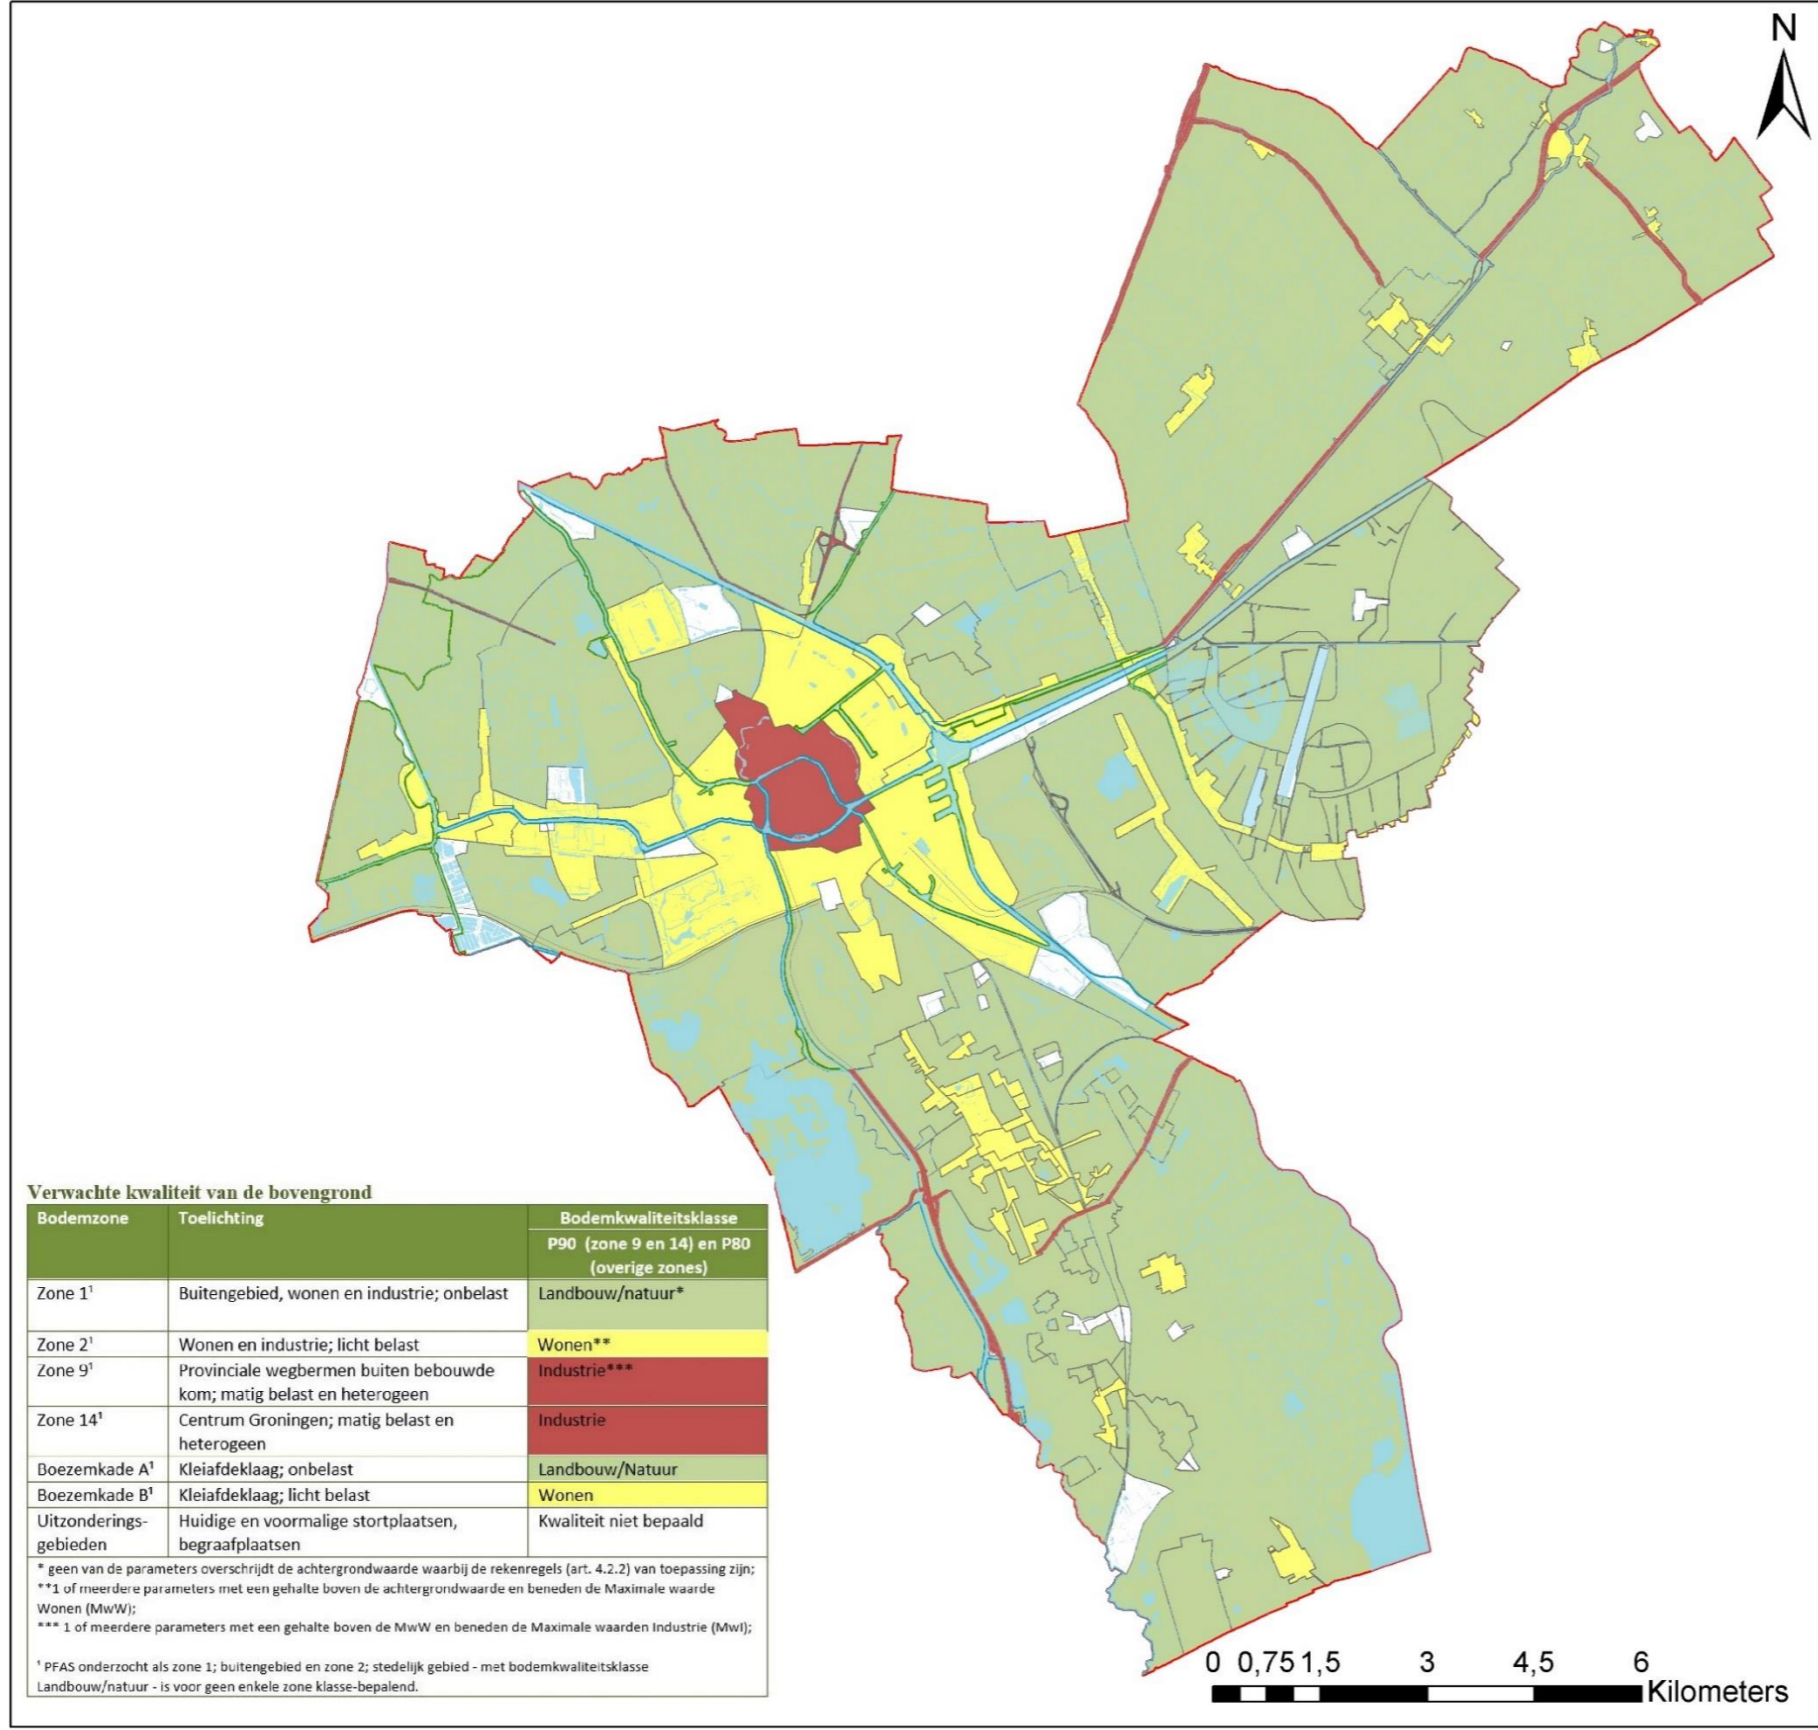 N
Verwachte kwaliteit van de bovengrond
Bodemzone Toelichting Bodemkwaliteitsklasse
P90 (zone 9 en 14) en P80
(overige zones)
Zone 1¹ Buitengebied, wonen en industrie; onbelast Landbouw/natuur*
Zone 2¹ Wonen en industrie; licht belast Wonen**
Zone 9¹ Provinciale wegbermen buiten bebouwde Industrie***
kom; matig belast en heterogeen
Zone 14¹ Centrum Groningen; matig belast en Industrie
heterogeen
Boezemkade A¹ Kleiafdeklaag; onbelast Landbouw/Natuur
Boezemkade B¹ Kleiafdeklaag; licht belast Wonen
Uitzonderings- Huidige en voormalige stortplaatsen, Kwaliteit niet bepaald
gebieden begraafplaatsen
* geen van de parameters overschrijdt de achtergrondwaarde waarbij de rekenregels (art. 4.2.2) van toepassing zijn;
**1 of meerdere parameters met een gehalte boven de achtergrondwaarde en beneden de Maximale waarde
Wonen (MwW);
*** 1 of meerdere parameters met een gehalte boven de MwW en beneden de Maximale waarden Industrie (MwI);
¹ PFAS onderzocht als zone 1; buitengebied en zone 2; stedelijk gebied - met bodemkwaliteitsklasse
Landbouw/natuur - is voor geen enkele zone klasse-bepalend.
0 0,75 1,5 3 4,5 6
Kilometers